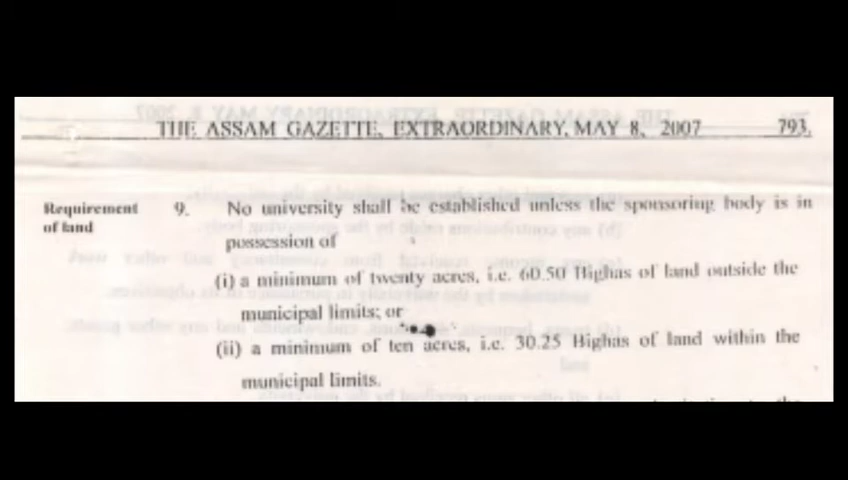 THE ASSAM GAZETTE, EXTRAORDINARY, MAY 8, 2007 793
Requirement of land
9. No university shall be established unless the sponsoring body is in
possession of
(i) a minimum of twenty acres, i.e. 60.50 Bighas of land outside the
municipal limits; or
(ii) a minimum of ten acres, i.e. 30.25 Bighas of land within the
municipal limits.
the